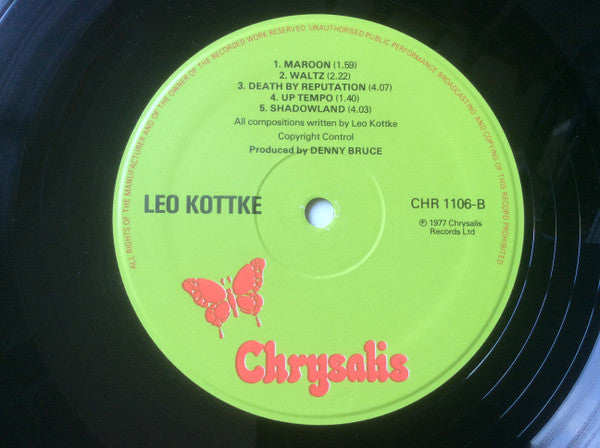 ALL RIGHTS OF THE MANUFACTURER AND OF THE OWNER OF THE RECORDED WORK RESERVED UNAUTHORISED PUBLIC PERFORMANCE BROADCASTING AND COPYING OF THIS RECORD PROHIBITED
1. MAROON (1.59)
2. WALTZ (2.22)
3. DEATH BY REPUTATION (4.07)
4. UP TEMPO (1.40)
5. SHADOWLAND (4.03)
All compositions written by Leo Kottke
Copyright Control
Produced by DENNY BRUCE
LEO KOTTKE
CHR 1106-B
℗ 1977 Chrysalis
Records Ltd
Chrysalis